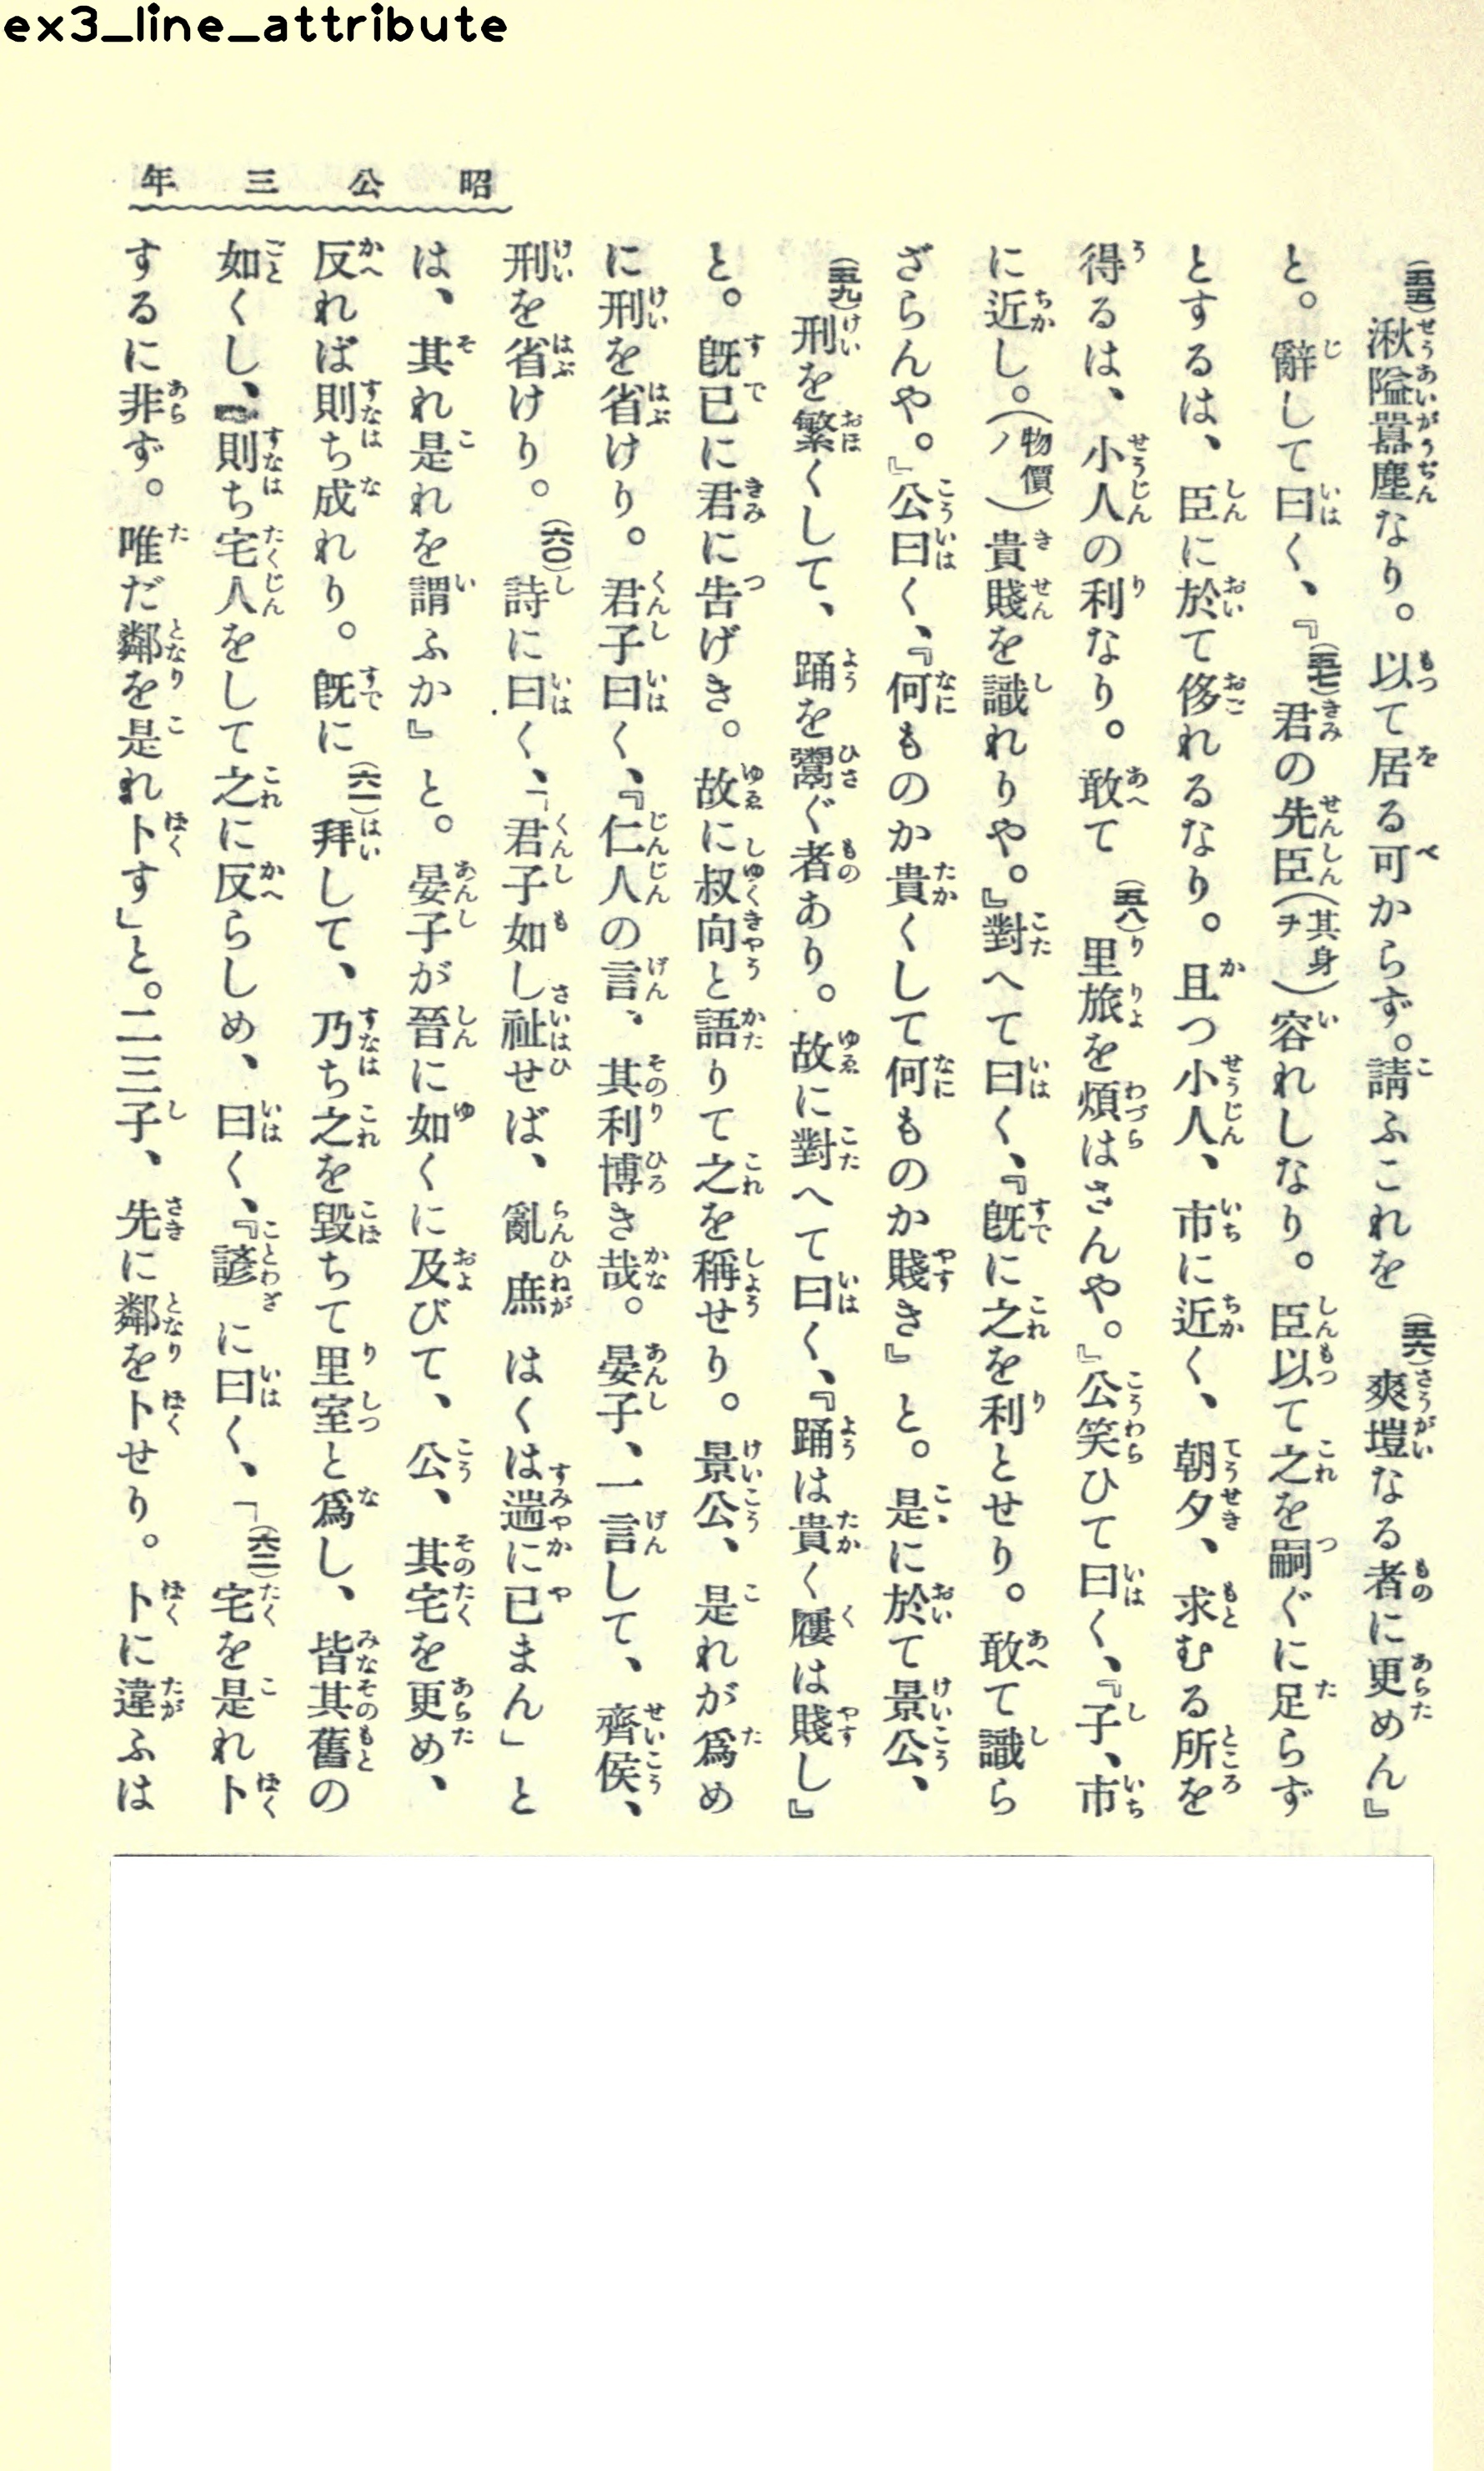 ex3_line_attribute
昭公三年
(五五)湫隘囂塵なり。以て居る可からず。請ふこれを(五六)爽塏なる者に更めん』
と。辭して曰く、『(五七)君の先臣(其身ヲ)容れしなり。臣以て之を嗣ぐに足らず
とするは、臣に於て侈れるなり。且つ小人、市に近く、朝夕、求むる所を
得るは、小人の利なり。敢て(五八)里旅を煩はさんや。』公笑ひて曰く、『子、市
に近し。(物價ノ)貴賤を識れりや。』對へて曰く、『既に之を利とせり。敢て識ら
ざらんや。』公曰く、『何ものか貴くして何ものか賤き』と。是に於て景公、
(五九)刑を繁くして、踊を鬻ぐ者あり。故に對へて曰く、『踊は貴く屨は賤し』
と。既已に君に告げき。故に叔向と語りて之を稱せり。景公、是れが爲め
に刑を省けり。君子曰く、『仁人の言、其利博き哉。晏子、一言して、齊侯、
刑を省けり。(六〇)詩に曰く、「君子如し祉せば、亂庶はくは遄に已まん」と
は、其れ是れを謂ふか』と。晏子が晉に如くに及びて、公、其宅を更め、
反れば則ち成れり。既に(六一)拜して、乃ち之を毀ちて里室と爲し、皆其舊の
如くし、則ち宅人をして之に反らしめ、曰く、『諺に曰く、「(六二)宅を是れ卜
するに非ず。唯だ鄰を是れ卜す」と。二三子、先に鄰を卜せり。卜に違ふは